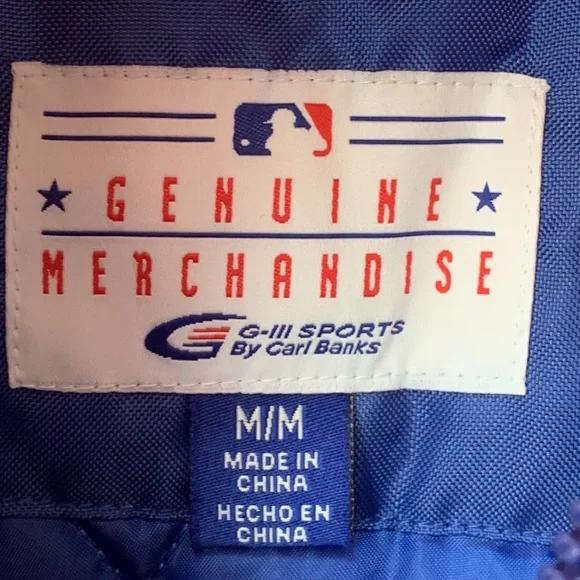 GENUINE
MERCHANDISE
G-III SPORTS
By Carl Banks
M/M
MADE IN
CHINA
HECHO EN
CHINA